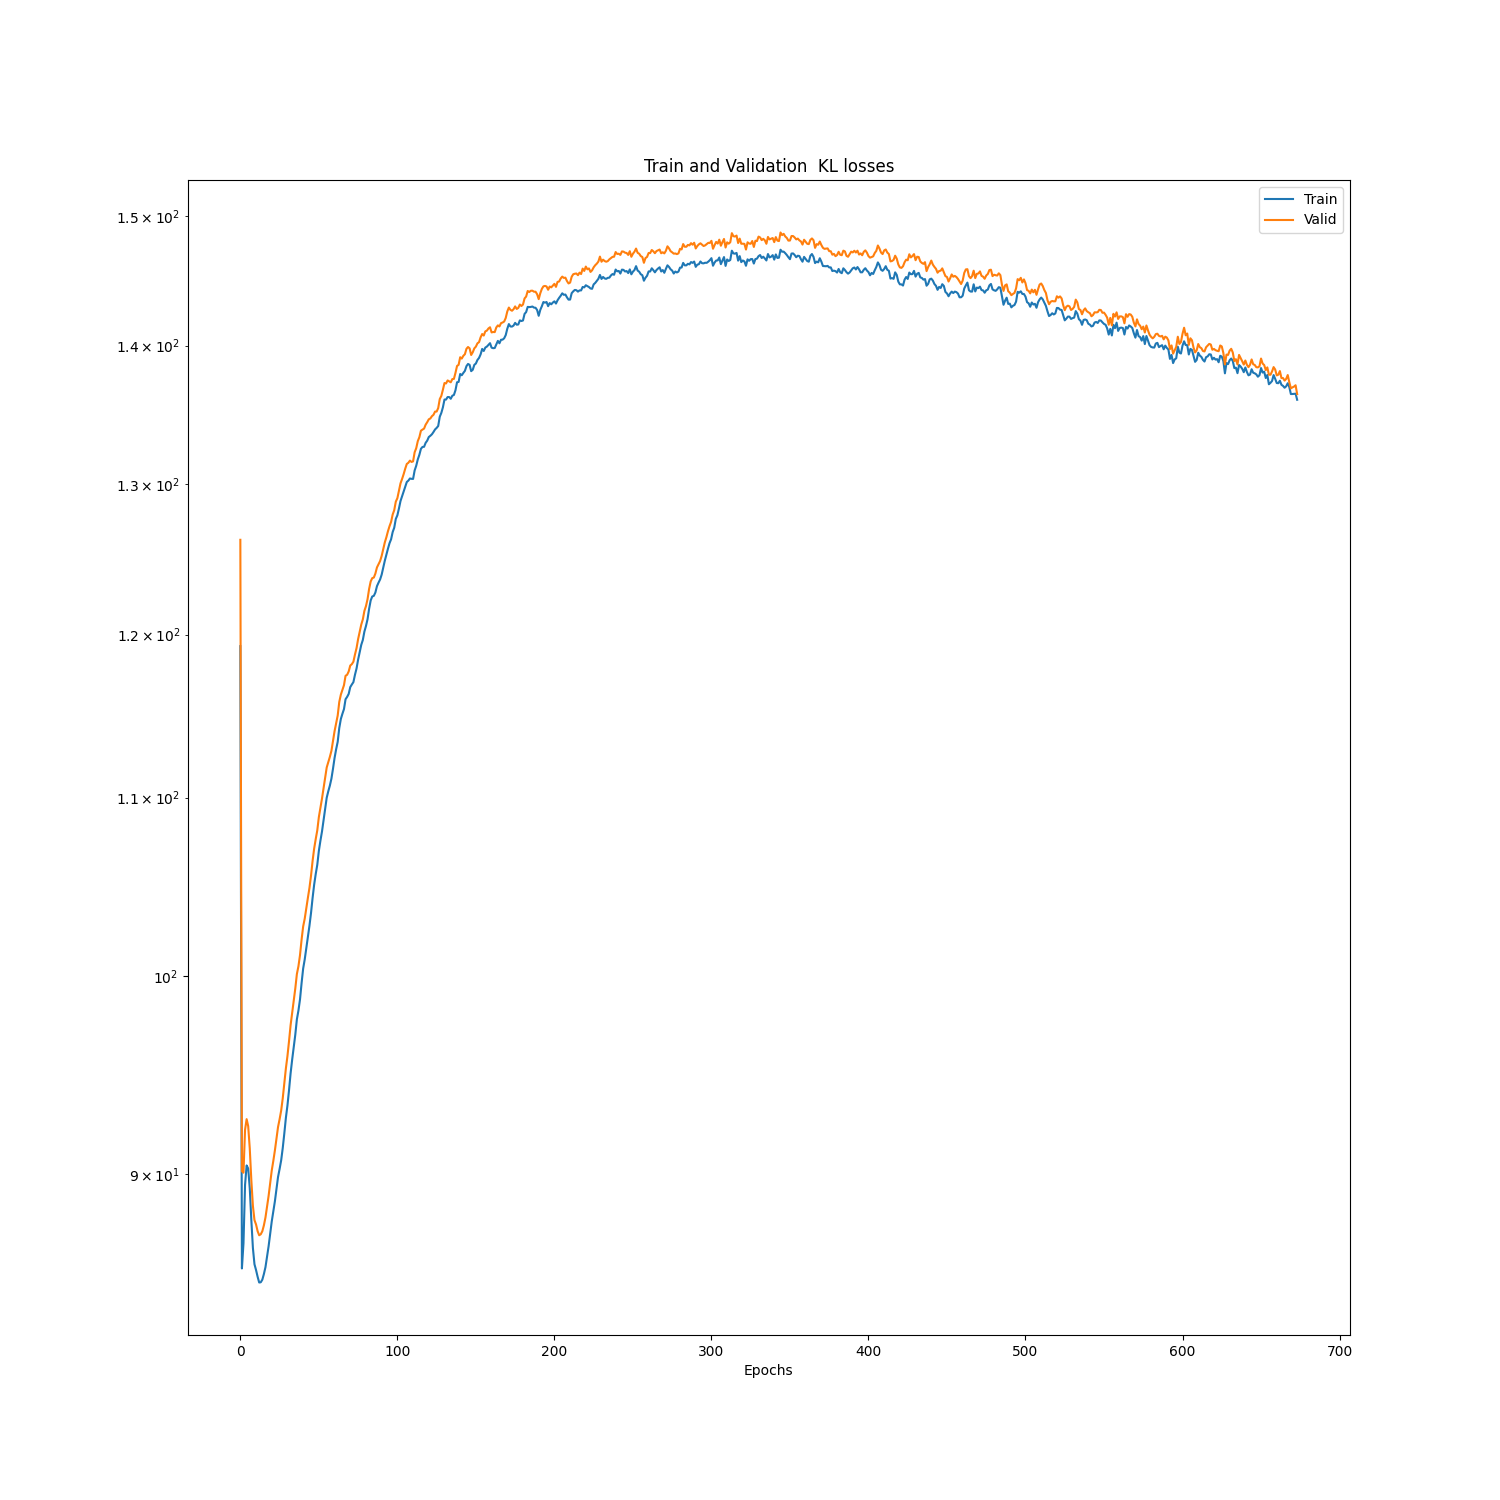 Train and Validation  KL losses
Train
Valid
1.5 × 10²
1.4 × 10²
1.3 × 10²
1.2 × 10²
1.1 × 10²
10²
9 × 10¹
0 100 200 300 400 500 600 700
Epochs